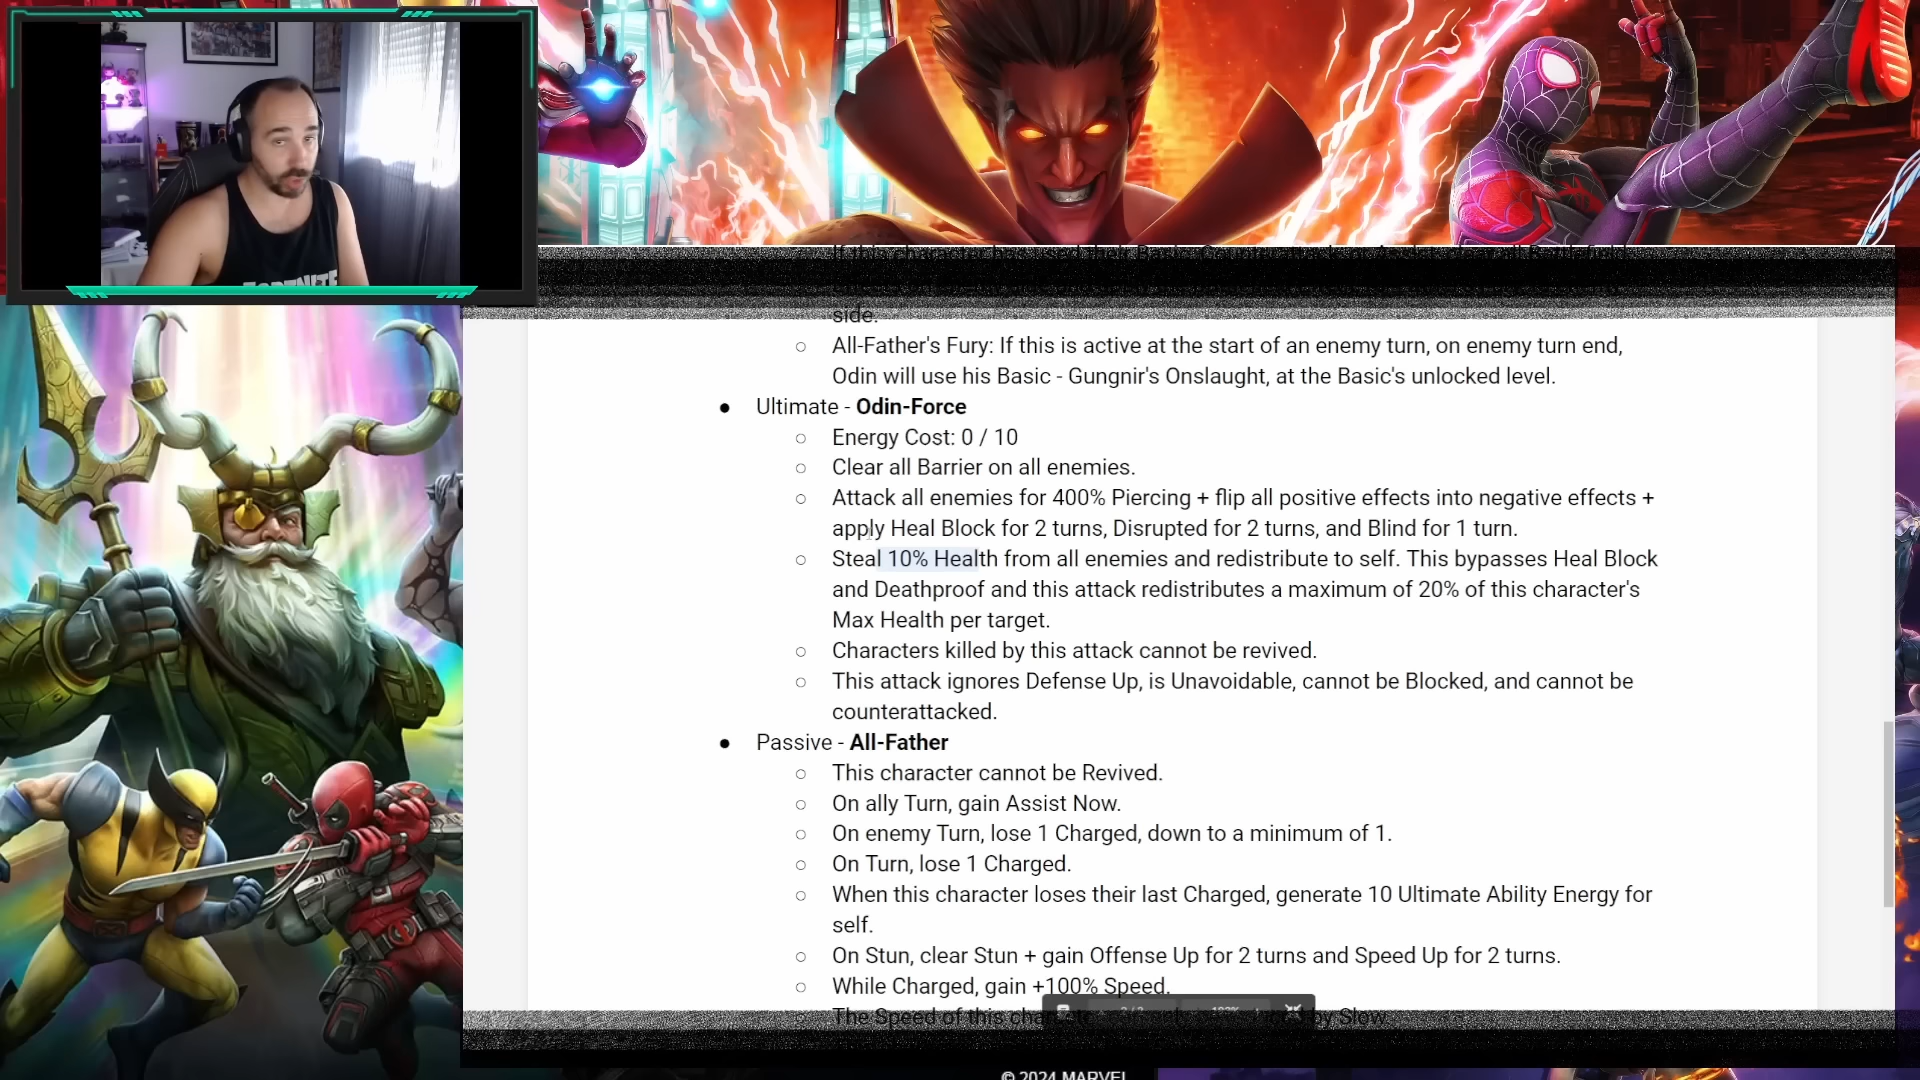 FORTNITE
side.
○ All-Father's Fury: If this is active at the start of an enemy turn, on enemy turn end,
Odin will use his Basic - Gungnir's Onslaught, at the Basic's unlocked level.
● Ultimate - Odin-Force
○ Energy Cost: 0 / 10
○ Clear all Barrier on all enemies.
○ Attack all enemies for 400% Piercing + flip all positive effects into negative effects +
apply Heal Block for 2 turns, Disrupted for 2 turns, and Blind for 1 turn.
○ Steal 10% Health from all enemies and redistribute to self. This bypasses Heal Block
and Deathproof and this attack redistributes a maximum of 20% of this character's
Max Health per target.
○ Characters killed by this attack cannot be revived.
○ This attack ignores Defense Up, is Unavoidable, cannot be Blocked, and cannot be
counterattacked.
● Passive - All-Father
○ This character cannot be Revived.
○ On ally Turn, gain Assist Now.
○ On enemy Turn, lose 1 Charged, down to a minimum of 1.
○ On Turn, lose 1 Charged.
○ When this character loses their last Charged, generate 10 Ultimate Ability Energy for
self.
○ On Stun, clear Stun + gain Offense Up for 2 turns and Speed Up for 2 turns.
○ While Charged, gain +100% Speed.
The Speed of this by Slow.
© 2024 MARVEL